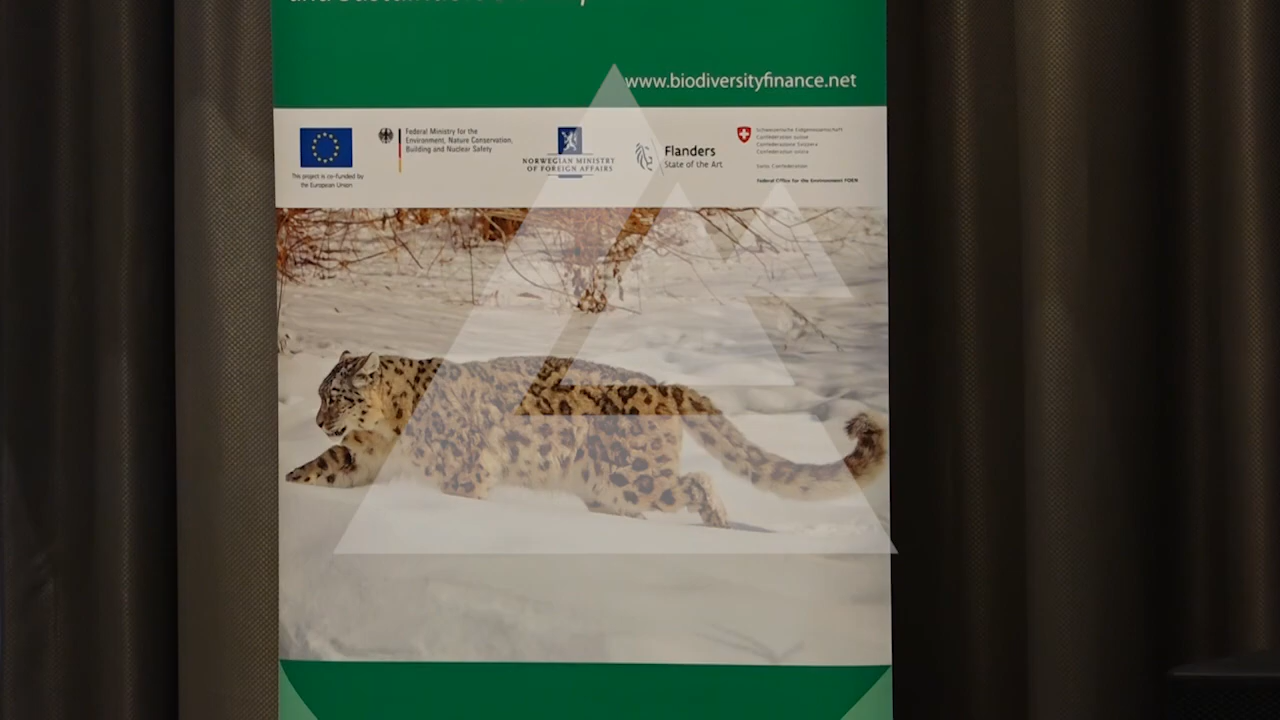 www.biodiversityfinance.net
This project is co-funded by
the European Union
Federal Ministry for the
Environment, Nature Conservation,
Building and Nuclear Safety
NORWEGIAN MINISTRY
OF FOREIGN AFFAIRS
Flanders
State of the Art
Schweizerische Eidgenossenschaft
Confédération suisse
Confederazione Svizzera
Confederaziun svizra
Swiss Confederation
Federal Office for the Environment FOEN